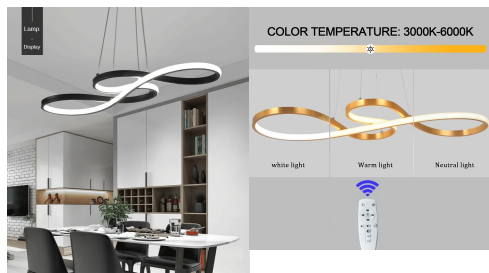 Lamp
-
Display
COLOR TEMPERATURE: 3000K-6000K
white light
Warm light
Neutral light